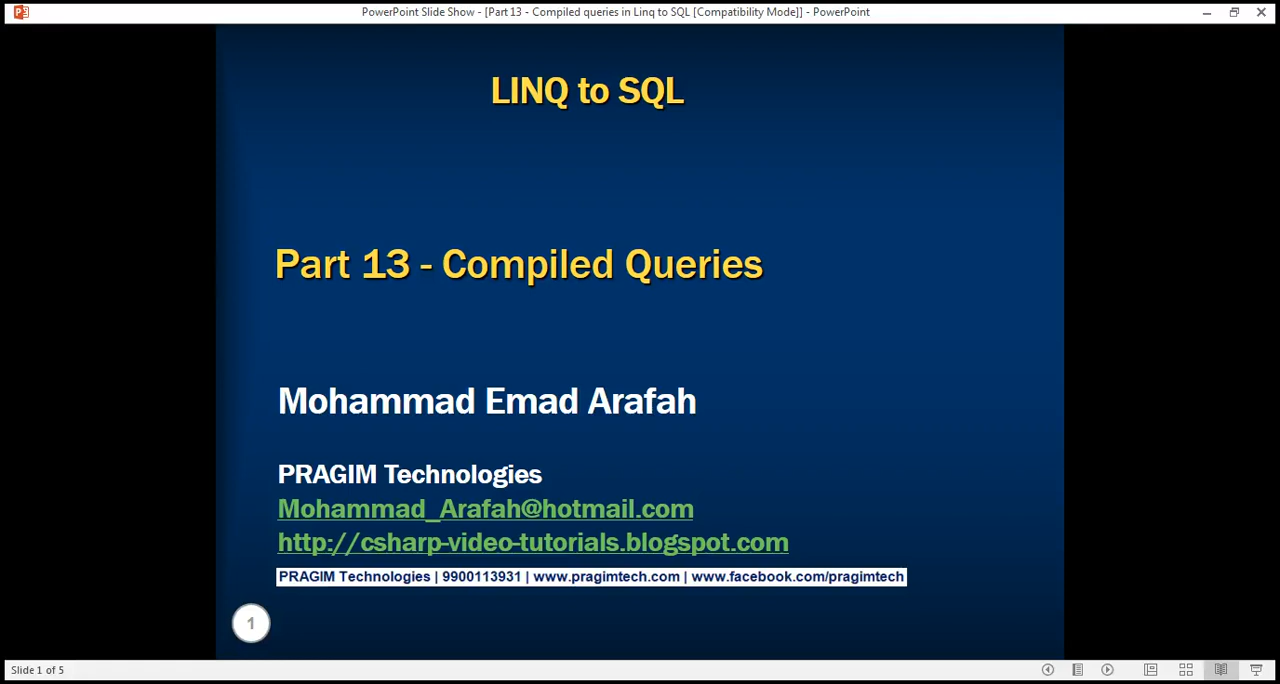 PowerPoint Slide Show - [Part 13 - Compiled queries in Linq to SQL [Compatibility Mode]] - PowerPoint
LINQ to SQL
Part 13 - Compiled Queries
Mohammad Emad Arafah
PRAGIM Technologies
Mohammad_Arafah@hotmail.com
http://csharp-video-tutorials.blogspot.com
PRAGIM Technologies | 9900113931 | www.pragimtech.com | www.facebook.com/pragimtech
1
Slide 1 of 5